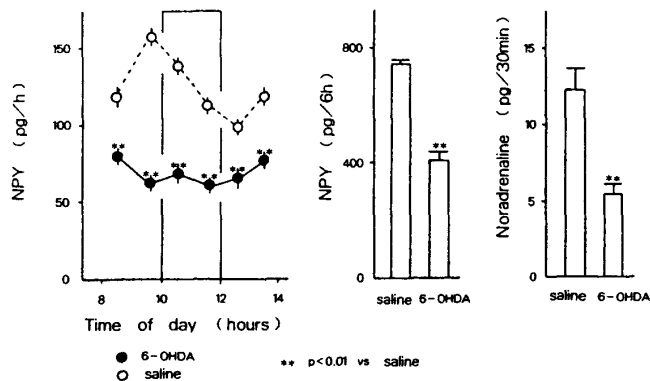 NPY (pg/h)
150
100
50
0
**
**
**
**
**
**
8
10
12
14
Time of day (hours)
6-OHDA
saline
NPY (pg/6h)
800
400
0
**
saline 6-OHDA
Noradrenaline (pg/30min)
15
10
5
0
**
saline 6-OHDA
** p<0.01 vs saline